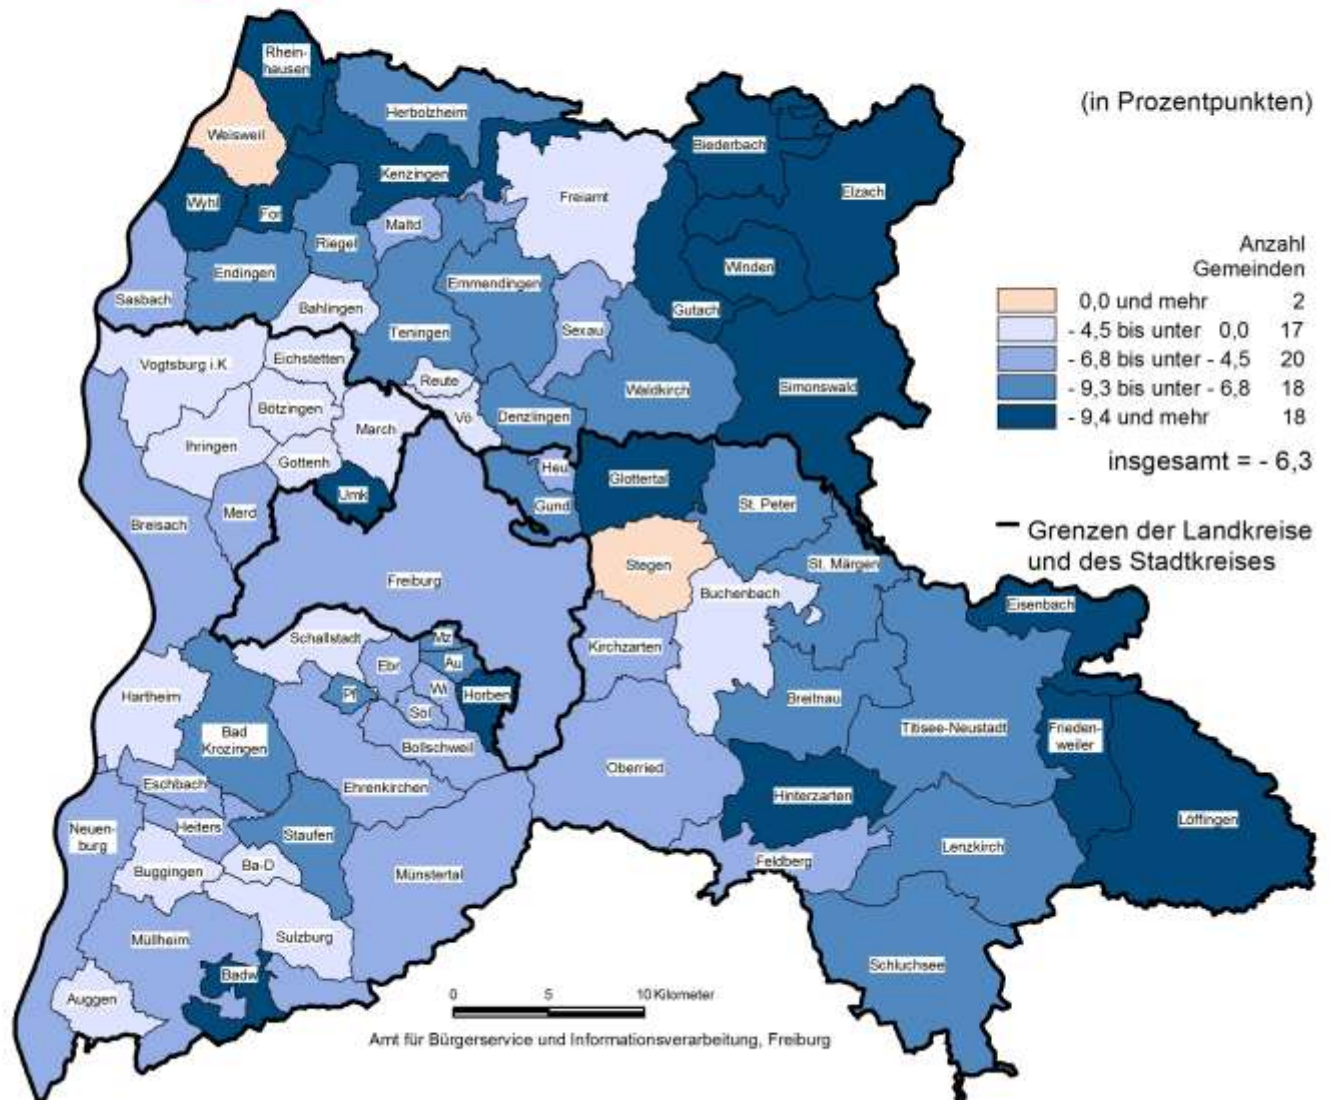 Rhein-
hausen
Weisweil
Herbolzheim
(in Prozentpunkten)
Biederbach
Kenzingen
Elzach
Freiamt
Wyhl
For
Maltd
Riegel
Endingen
Winden
Emmendingen
Sasbach
Bahlingen
Gutach
Teningen
Sexau
Anzahl
Gemeinden
0,0 und mehr 2
- 4,5 bis unter 0,0 17
- 6,8 bis unter - 4,5 20
- 9,3 bis unter - 6,8 18
- 9,4 und mehr 18
insgesamt = - 6,3
Vogtsburg i.K
Eichstetten
Reute
Waldkirch
Simonswald
Bötzingen
Vö
Denzlingen
March
Ihringen
Gottenh
Heu
Glottertal
Umk
Merd
Gund
St. Peter
Breisach
Grenzen der Landkreise
und des Stadtkreises
Freiburg
Stegen
St. Märgen
Buchenbach
Eisenbach
Schallstadt
Mz
Kirchzarten
Ebr
Au
Hartheim
Pf
Wi
Horben
Breitnau
Sol
Titisee-Neustadt
Frieden-
weiler
Bad
Krozingen
Bollschweil
Oberried
Eschbach
Ehrenkirchen
Hinterzarten
Neuen-
burg
Heiters
Staufen
Löffingen
Buggingen
Ba-D
Münstertal
Feldberg
Lenzkirch
Müllheim
Sulzburg
Schluchsee
Badw
Auggen
0 5 10 Kilometer
Amt für Bürgerservice und Informationsverarbeitung, Freiburg